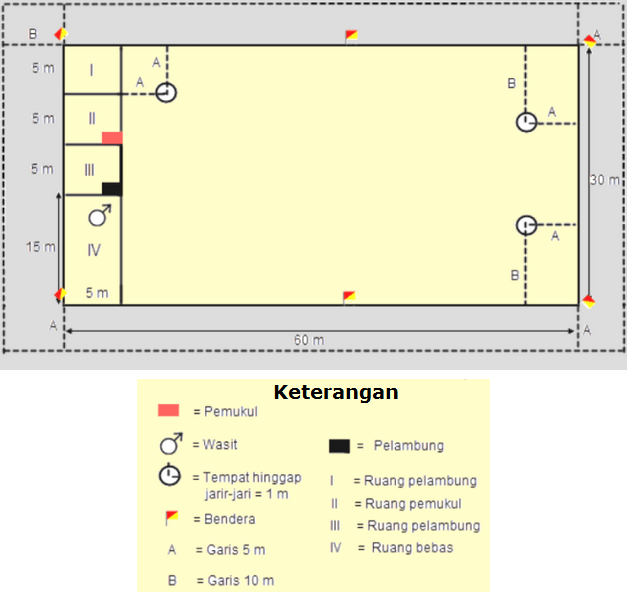 B
A
5 m
I
A
A
B
A
5 m
II
5 m
III
30 m
15 m
IV
A
B
5 m
A
60 m
A
Keterangan
= Pemukul
= Wasit
= Pelambung
= Tempat hinggap
jarir-jari = 1 m
I = Ruang pelambung
II = Ruang pemukul
= Bendera
III = Ruang pelambung
A = Garis 5 m
IV = Ruang bebas
B = Garis 10 m